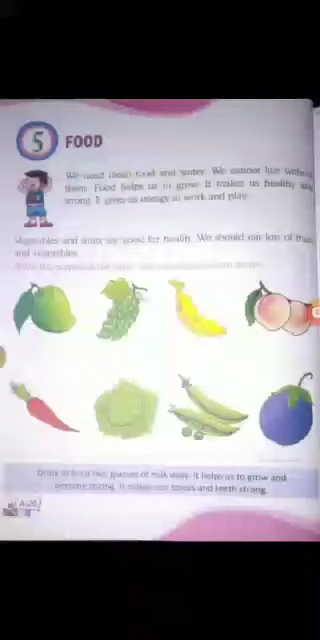 5 FOOD
We need clean food and water. We cannot live without
them. Food helps us to grow. It makes us healthy and
strong. It gives us energy to work and play.
Vegetables and fruits are good for health. We should eat lots of fruits
and vegetables.
Drink at least two glasses of milk daily. It helps us to grow and
become strong. It makes our bones and teeth strong.